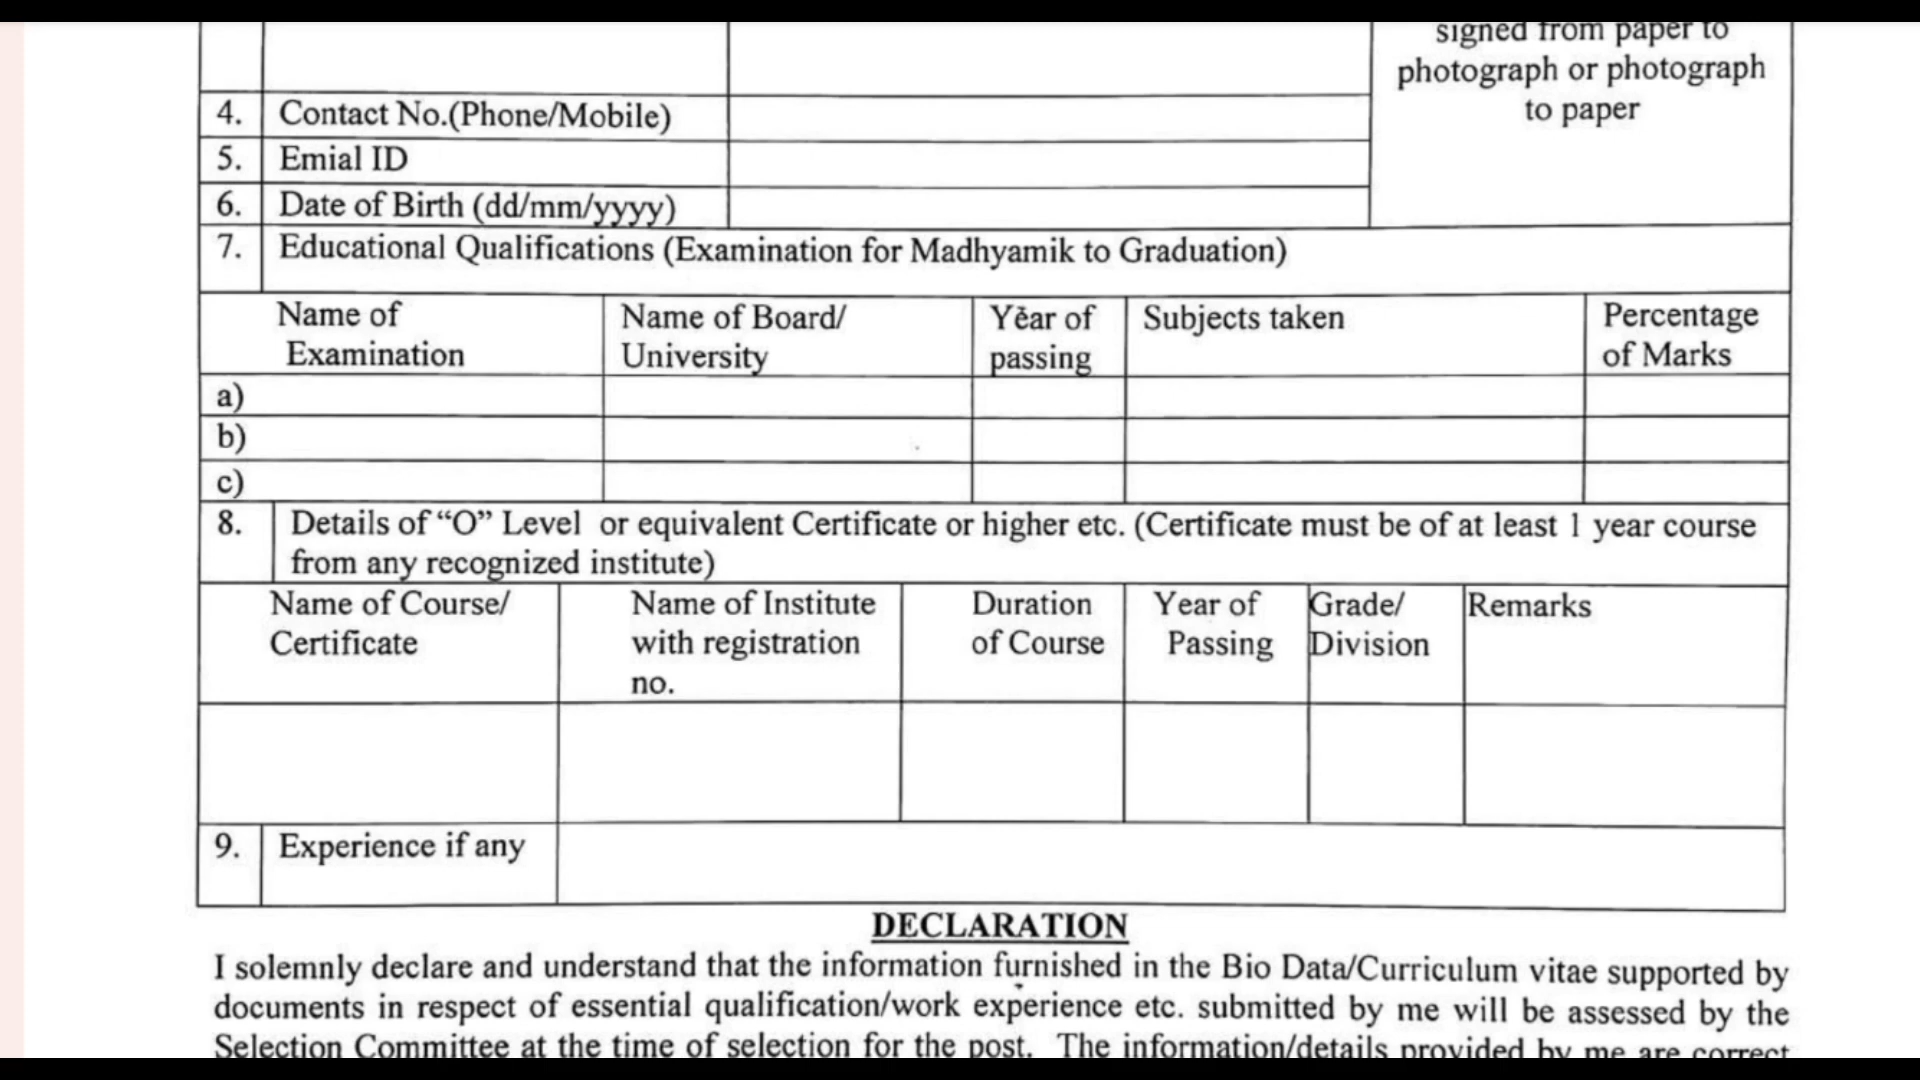 signed from paper to
photograph or photograph
to paper
4. Contact No.(Phone/Mobile)
5. Emial ID
6. Date of Birth (dd/mm/yyyy)
7. Educational Qualifications (Examination for Madhyamik to Graduation)
Name of Examination Name of Board/ University Year of passing Subjects taken Percentage of Marks
a)
b)
c)
8. Details of “O” Level or equivalent Certificate or higher etc. (Certificate must be of at least 1 year course
from any recognized institute)
Name of Course/ Certificate Name of Institute with registration no. Duration of Course Year of Passing Grade/ Division Remarks
9. Experience if any
DECLARATION
I solemnly declare and understand that the information furnished in the Bio Data/Curriculum vitae supported by
documents in respect of essential qualification/work experience etc. submitted by me will be assessed by the
Selection Committee at the time of selection for the post. The information/details provided by me are correct